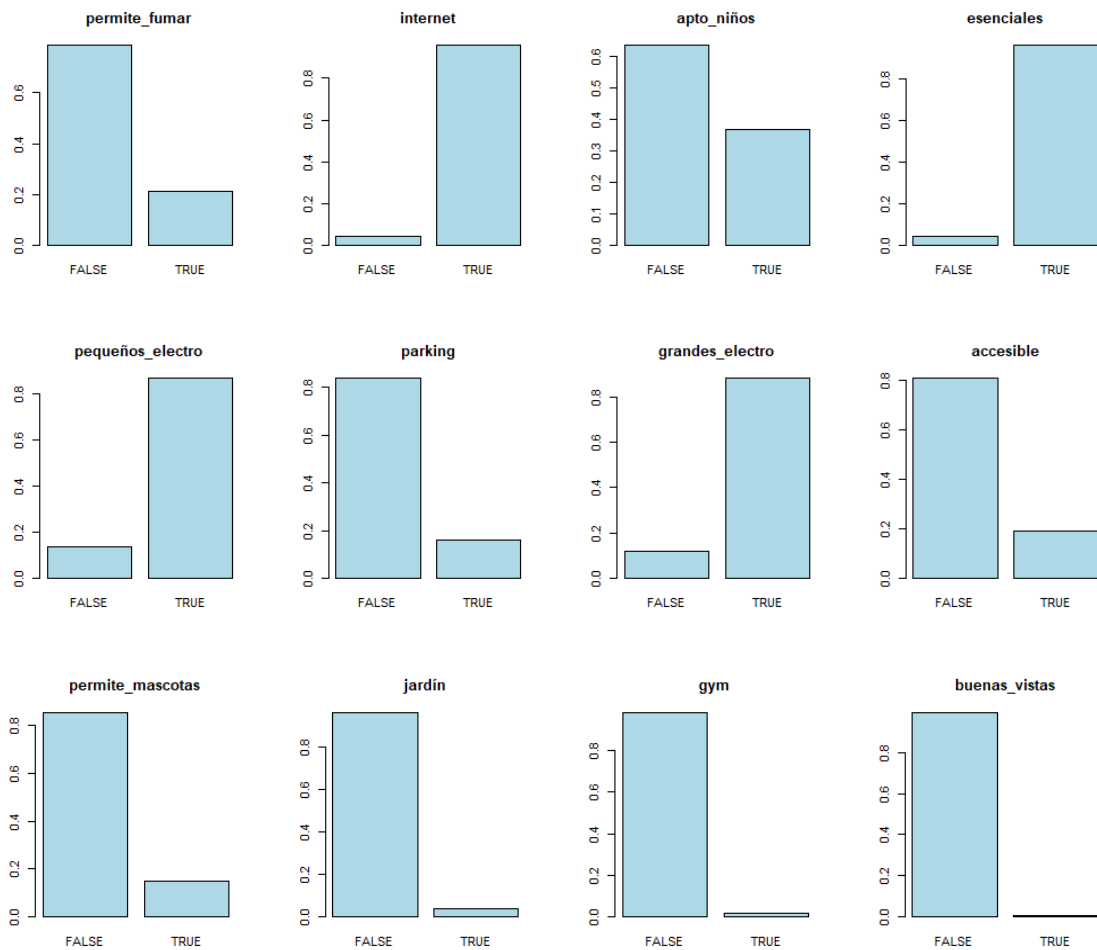 permite_fumar
0.0 0.2 0.4 0.6
FALSE TRUE
internet
0.0 0.2 0.4 0.6 0.8
FALSE TRUE
apto_niños
0.0 0.1 0.2 0.3 0.4 0.5 0.6
FALSE TRUE
esenciales
0.0 0.2 0.4 0.6 0.8
FALSE TRUE
pequeños_electro
0.0 0.2 0.4 0.6 0.8
FALSE TRUE
parking
0.0 0.2 0.4 0.6 0.8
FALSE TRUE
grandes_electro
0.0 0.2 0.4 0.6 0.8
FALSE TRUE
accesible
0.0 0.2 0.4 0.6 0.8
FALSE TRUE
permite_mascotas
0.0 0.2 0.4 0.6 0.8
FALSE TRUE
jardín
0.0 0.2 0.4 0.6 0.8
FALSE TRUE
gym
0.0 0.2 0.4 0.6 0.8
FALSE TRUE
buenas_vistas
0.0 0.2 0.4 0.6 0.8
FALSE TRUE